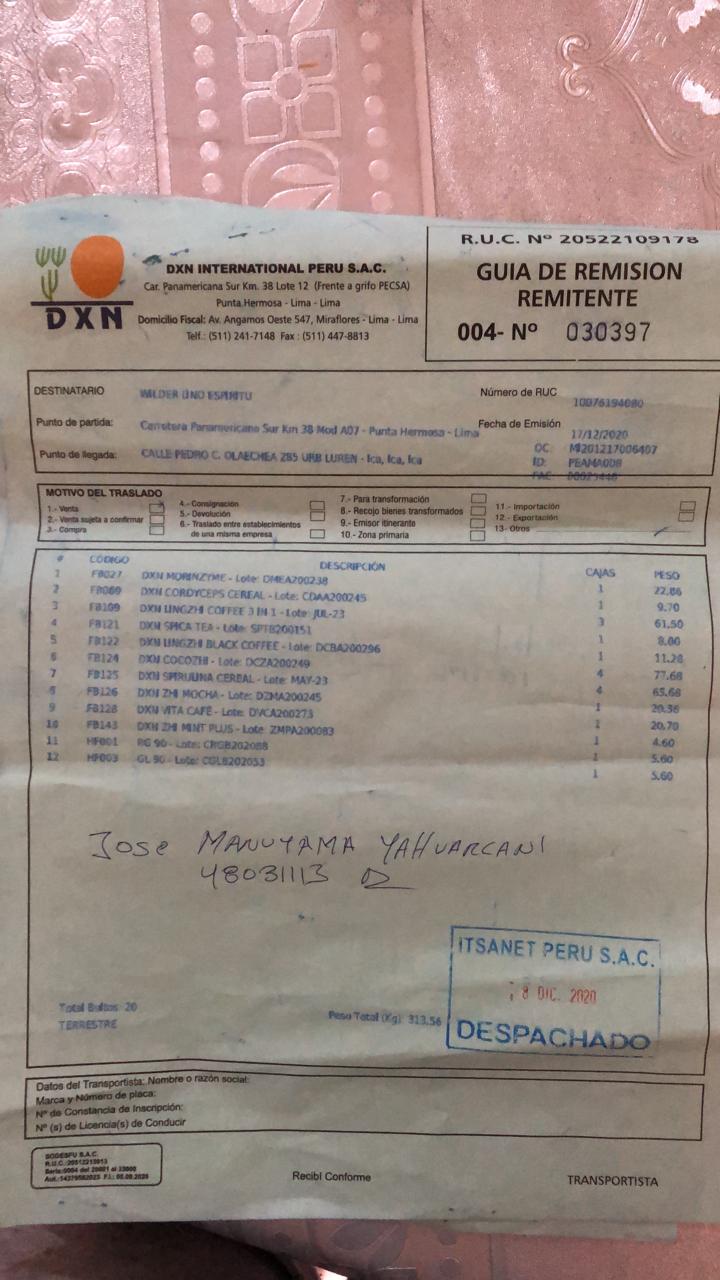 R.U.C. Nº 20522109178
GUIA DE REMISION
REMITENTE
004- Nº 030397
DXN
DXN INTERNATIONAL PERU S.A.C.
Car. Panamericana Sur Km. 38 Lote 12 (Frente a grifo PECSA)
Punta Hermosa - Lima - Lima
Domicilio Fiscal: Av. Angamos Oeste 547, Miraflores - Lima - Lima
Telf.: (511) 241-7148 Fax : (511) 447-8813
DESTINATARIO WILDER LINO ESPIRITU Número de RUC 10076194080
Punto de partida: Carretera Panamericana Sur Km 38 Mod A07 - Punta Hermosa - Lima Fecha de Emisión 17/12/2020
Punto de llegada: CALLE PEDRO C. OLAECHEA 285 URB LUREN - Ica, Ica, Ica
OC: MI201217006407
ID: PEAMA008
FAC:
MOTIVO DEL TRASLADO
1.- Venta
2.- Venta sujeta a confirmar
3.- Compra
4.- Consignación
5.- Devolución
6.- Traslado entre establecimientos
de una misma empresa
7.- Para transformación
8.- Recojo bienes transformados
9.- Emisor itinerante
10.- Zona primaria
11.- Importación
12.- Exportación
13- Otros
# CÓDIGO DESCRIPCIÓN CAJAS PESO
1 FB027 DXN MORINZYME - Lote: DMEA200238 1 22.86
2 FB069 DXN CORDYCEPS CEREAL - Lote: CDAA200245 1 9.70
3 FB109 DXN LINGZHI COFFEE 3 IN 1 - Lote: JUL-23 3 61.50
4 FB121 DXN SPICA TEA - Lote: SPTB200151 1 8.00
5 FB122 DXN LINGZHI BLACK COFFEE - Lote: DCBA200296 1 11.28
6 FB124 DXN COCOZHI - Lote: DCZA200249 4 77.68
7 FB125 DXN SPIRULINA CEREAL - Lote: MAY-23 4 65.68
8 FB126 DXN ZHI MOCHA - Lote: DZMA200245 1 20.36
9 FB128 DXN VITA CAFE - Lote: DVCA200273 1 20.70
10 FB143 DXN ZHI MINT PLUS - Lote: ZMPA200083 1 4.60
11 HF001 RG 90 - Lote: CRGB202088 1 5.60
12 HF003 GL 90 - Lote: CGLB202053 1 5.60
Jose MANUYAMA YAHUARCANI
48031113
ITSANET PERU S.A.C.
8 DIC. 2020
DESPACHADO
Total Bultos: 20
TERRESTRE
Peso Total (Kg): 313.56
Datos del Transportista: Nombre o razón social:
Marca y Número de placa:
Nº de Constancia de Inscripción:
Nº (s) de Licencia(s) de Conducir
S.A.C.
Recibí Conforme
TRANSPORTISTA